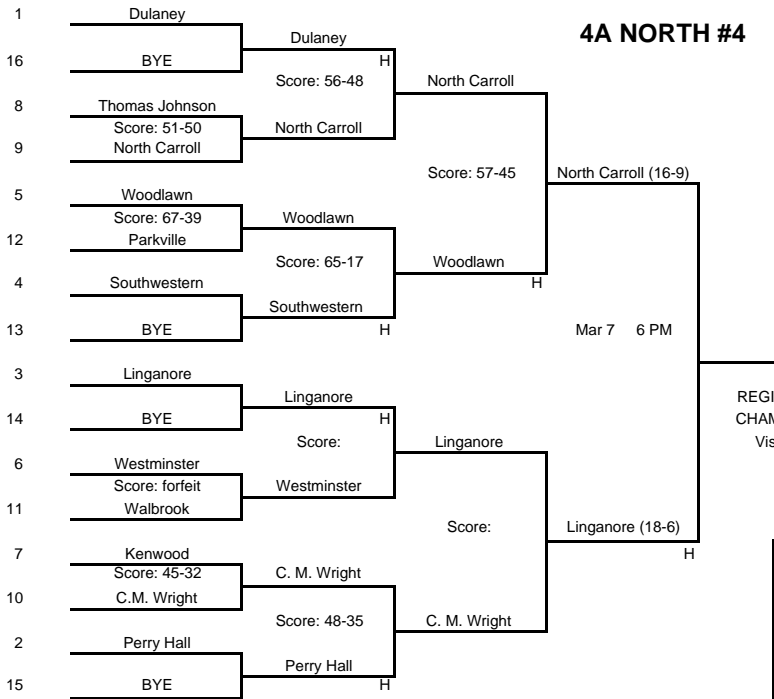 4A NORTH #4
1 Dulaney
16 BYE
8 Thomas Johnson
Score: 51-50
9 North Carroll
5 Woodlawn
Score: 67-39
12 Parkville
4 Southwestern
13 BYE
3 Linganore
14 BYE
6 Westminster
Score: forfeit
11 Walbrook
7 Kenwood
Score: 45-32
10 C.M. Wright
2 Perry Hall
15 BYE
Dulaney
H
Score: 56-48
North Carroll
Woodlawn
Score: 65-17
Southwestern
H
Linganore
H
Score:
Westminster
C. M. Wright
Score: 48-35
Perry Hall
H
North Carroll
Score: 57-45
Woodlawn
H
Linganore
Score:
C. M. Wright
North Carroll (16-9)
Mar 7 6 PM
Linganore (18-6)
H
REGI
CHAM
Vis